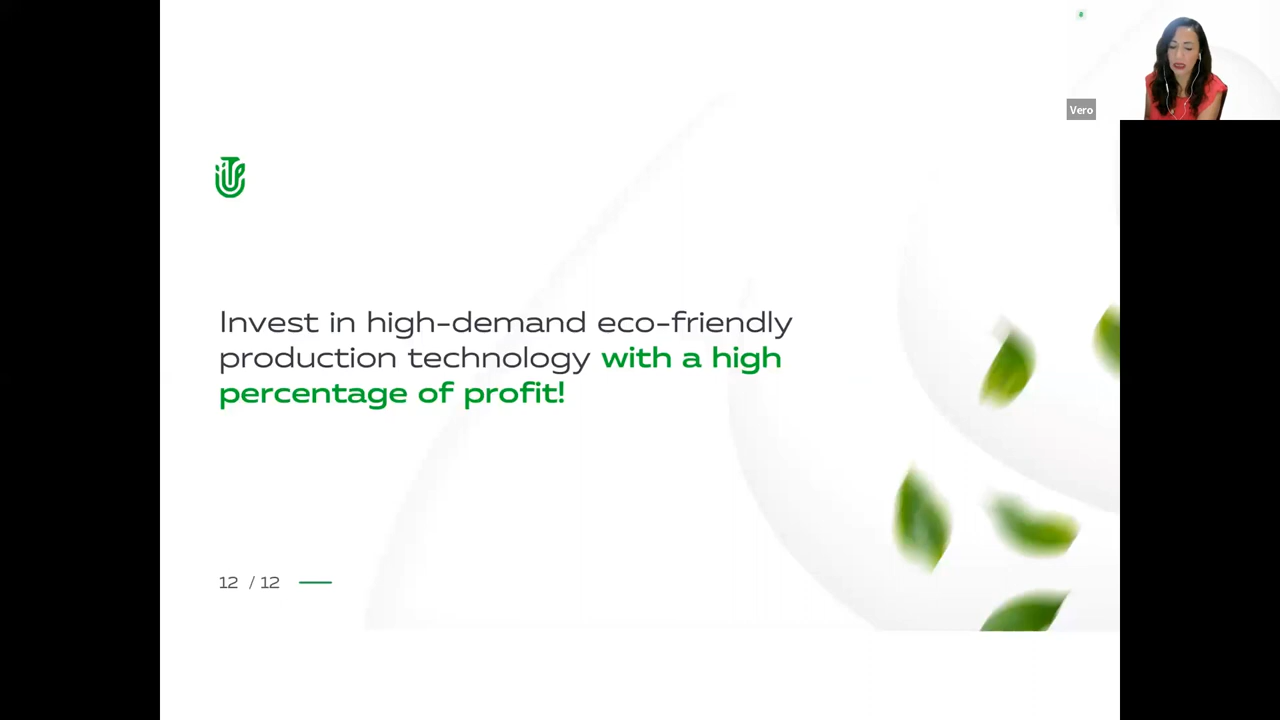 Vero
Invest in high-demand eco-friendly
production technology with a high
percentage of profit!
12 / 12